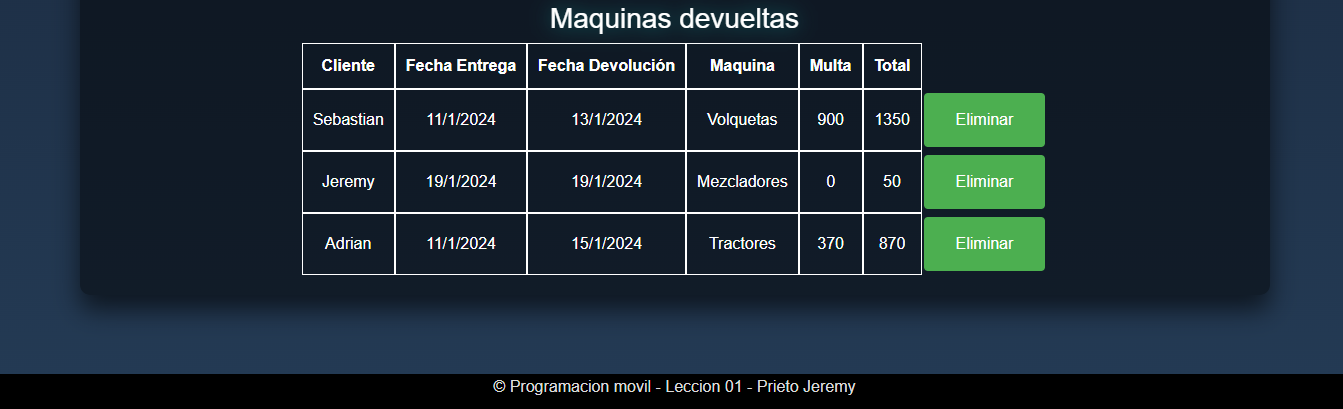 Maquinas devueltas
Cliente Fecha Entrega Fecha Devolución Maquina Multa Total
Sebastian 11/1/2024 13/1/2024 Volquetas 900 1350 Eliminar
Jeremy 19/1/2024 19/1/2024 Mezcladores 0 50 Eliminar
Adrian 11/1/2024 15/1/2024 Tractores 370 870 Eliminar
© Programacion movil - Leccion 01 - Prieto Jeremy